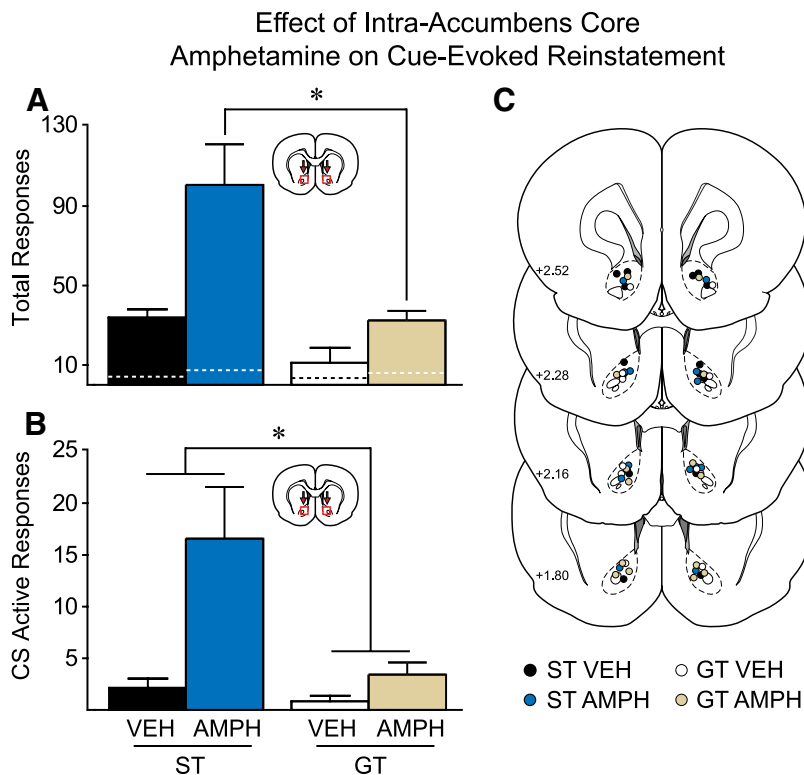 Effect of Intra-Accumbens Core
Amphetamine on Cue-Evoked Reinstatement
A
Total Responses
130
90
50
10
*
B
CS Active Responses
25
20
15
10
5
*
VEH AMPH VEH AMPH
ST GT
C
+2.52
+2.28
+2.16
+1.80
ST VEH GT VEH
ST AMPH GT AMPH